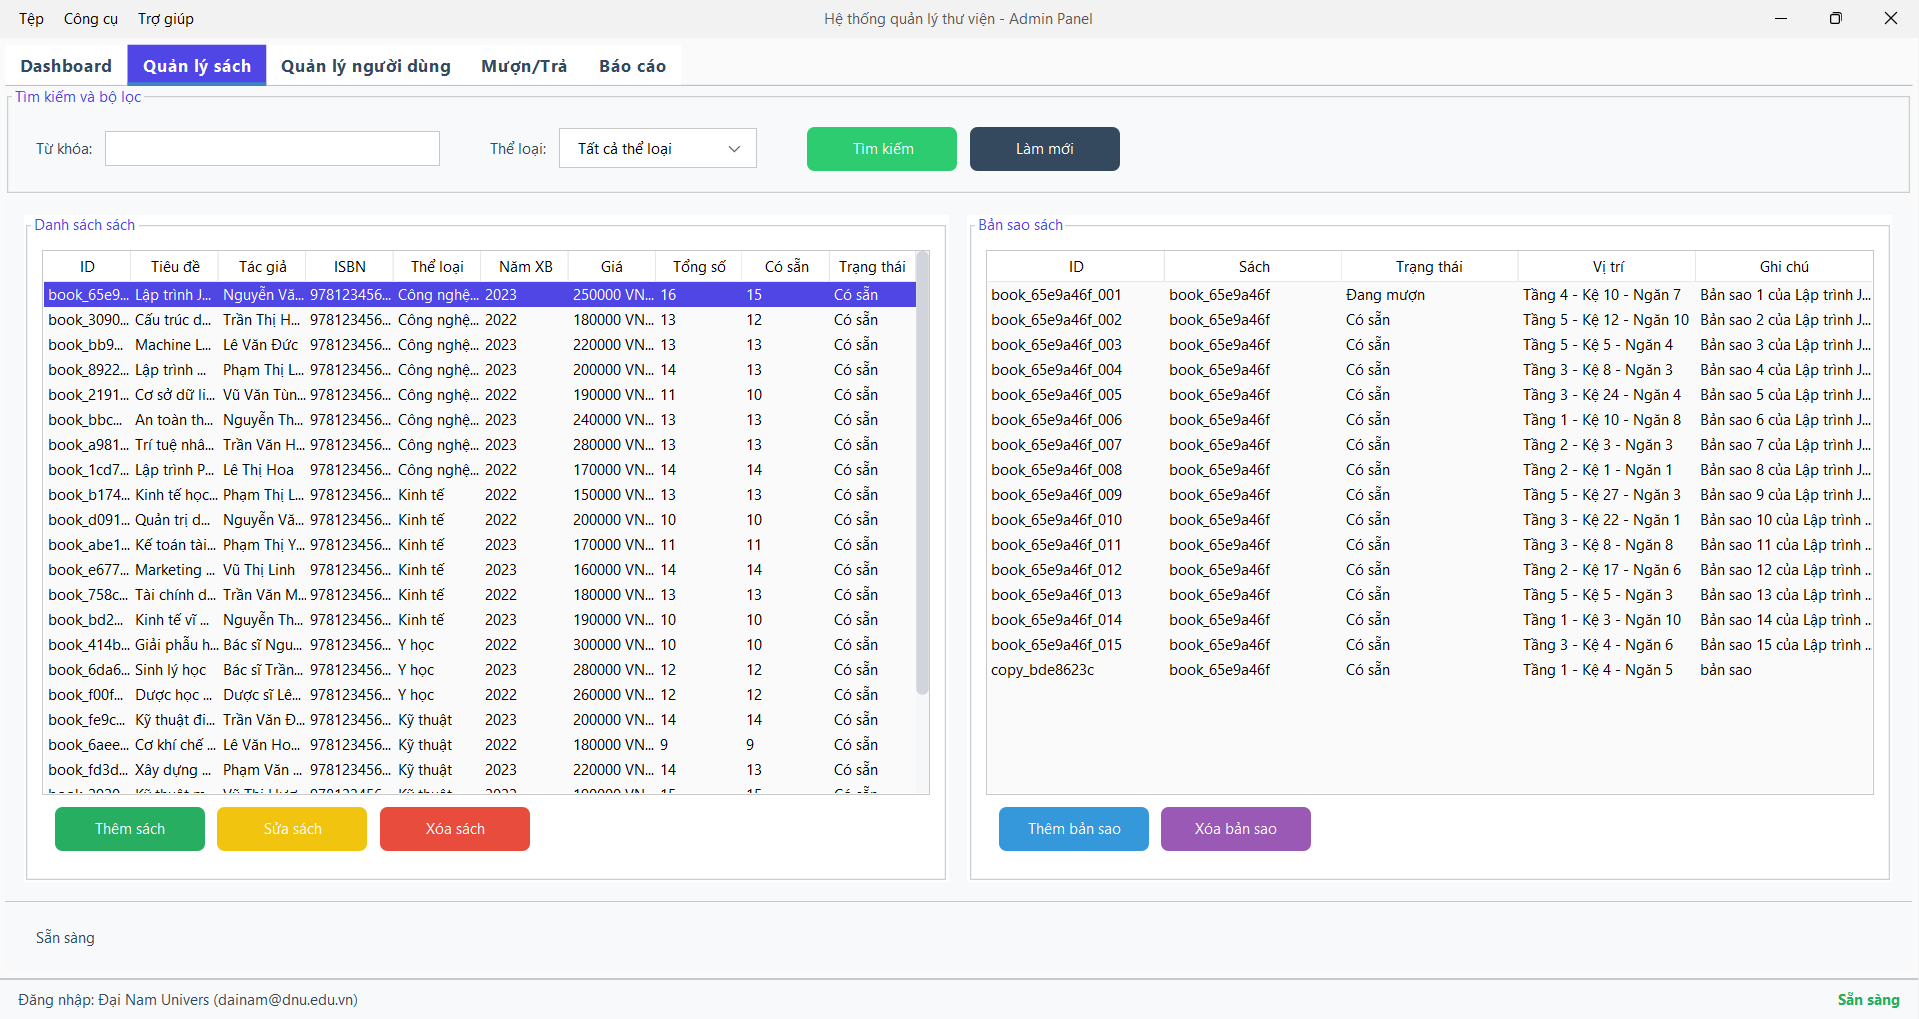 Tệp Công cụ Trợ giúp Hệ thống quản lý thư viện - Admin Panel
Dashboard Quản lý sách Quản lý người dùng Mượn/Trả Báo cáo
Tìm kiếm và bộ lọc
Từ khóa: Thể loại: Tất cả thể loại Tìm kiếm Làm mới
Danh sách sách
ID Tiêu đề Tác giả ISBN Thể loại Năm XB Giá Tổng số Có sẵn Trạng thái
book_65e9... Lập trình J... Nguyễn Vă... 978123456... Công nghệ... 2023 250000 VN... 16 15 Có sẵn
book_3090... Cấu trúc d... Trần Thị H... 978123456... Công nghệ... 2022 180000 VN... 13 12 Có sẵn
book_bb9... Machine L... Lê Văn Đức 978123456... Công nghệ... 2023 220000 VN... 13 13 Có sẵn
book_8922... Lập trình ... Phạm Thị L... 978123456... Công nghệ... 2023 200000 VN... 14 13 Có sẵn
book_2191... Cơ sở dữ li... Vũ Văn Tùn... 978123456... Công nghệ... 2022 190000 VN... 11 10 Có sẵn
book_bbc... An toàn th... Nguyễn Th... 978123456... Công nghệ... 2023 240000 VN... 13 13 Có sẵn
book_a981... Trí tuệ nhâ... Trần Văn H... 978123456... Công nghệ... 2023 280000 VN... 13 13 Có sẵn
book_1cd7... Lập trình P... Lê Thị Hoa 978123456... Công nghệ... 2022 170000 VN... 14 14 Có sẵn
book_b174... Kinh tế học... Phạm Thị L... 978123456... Kinh tế 2022 150000 VN... 13 13 Có sẵn
book_d091... Quản trị d... Nguyễn Vă... 978123456... Kinh tế 2022 200000 VN... 10 10 Có sẵn
book_abe1... Kế toán tài... Phạm Thị Y... 978123456... Kinh tế 2023 170000 VN... 11 11 Có sẵn
book_e677... Marketing ... Vũ Thị Linh 978123456... Kinh tế 2023 160000 VN... 14 14 Có sẵn
book_758c... Tài chính d... Trần Văn M... 978123456... Kinh tế 2022 180000 VN... 13 13 Có sẵn
book_bd2... Kinh tế vĩ ... Nguyễn Th... 978123456... Kinh tế 2023 190000 VN... 10 10 Có sẵn
book_414b... Giải phẫu h... Bác sĩ Ngu... 978123456... Y học 2022 300000 VN... 10 10 Có sẵn
book_6da6... Sinh lý học Bác sĩ Trần... 978123456... Y học 2023 280000 VN... 12 12 Có sẵn
book_f00f... Dược học ... Dược sĩ Lê... 978123456... Y học 2022 260000 VN... 12 12 Có sẵn
book_fe9c... Kỹ thuật đi... Trần Văn Đ... 978123456... Kỹ thuật 2023 200000 VN... 14 14 Có sẵn
book_6aee... Cơ khí chế ... Lê Văn Ho... 978123456... Kỹ thuật 2022 180000 VN... 9 9 Có sẵn
book_fd3d... Xây dựng ... Phạm Văn ... 978123456... Kỹ thuật 2023 220000 VN... 14 13 Có sẵn
Thêm sách Sửa sách Xóa sách
Bản sao sách
ID Sách Trạng thái Vị trí Ghi chú
book_65e9a46f_001 book_65e9a46f Đang mượn Tầng 4 - Kệ 10 - Ngăn 7 Bản sao 1 của Lập trình J...
book_65e9a46f_002 book_65e9a46f Có sẵn Tầng 5 - Kệ 12 - Ngăn 10 Bản sao 2 của Lập trình J...
book_65e9a46f_003 book_65e9a46f Có sẵn Tầng 5 - Kệ 5 - Ngăn 4 Bản sao 3 của Lập trình J...
book_65e9a46f_004 book_65e9a46f Có sẵn Tầng 3 - Kệ 8 - Ngăn 3 Bản sao 4 của Lập trình J...
book_65e9a46f_005 book_65e9a46f Có sẵn Tầng 3 - Kệ 24 - Ngăn 4 Bản sao 5 của Lập trình J...
book_65e9a46f_006 book_65e9a46f Có sẵn Tầng 1 - Kệ 10 - Ngăn 8 Bản sao 6 của Lập trình J...
book_65e9a46f_007 book_65e9a46f Có sẵn Tầng 2 - Kệ 3 - Ngăn 3 Bản sao 7 của Lập trình J...
book_65e9a46f_008 book_65e9a46f Có sẵn Tầng 2 - Kệ 1 - Ngăn 1 Bản sao 8 của Lập trình J...
book_65e9a46f_009 book_65e9a46f Có sẵn Tầng 5 - Kệ 27 - Ngăn 3 Bản sao 9 của Lập trình J...
book_65e9a46f_010 book_65e9a46f Có sẵn Tầng 3 - Kệ 22 - Ngăn 1 Bản sao 10 của Lập trình ...
book_65e9a46f_011 book_65e9a46f Có sẵn Tầng 3 - Kệ 8 - Ngăn 8 Bản sao 11 của Lập trình ...
book_65e9a46f_012 book_65e9a46f Có sẵn Tầng 2 - Kệ 17 - Ngăn 6 Bản sao 12 của Lập trình ...
book_65e9a46f_013 book_65e9a46f Có sẵn Tầng 5 - Kệ 5 - Ngăn 3 Bản sao 13 của Lập trình ...
book_65e9a46f_014 book_65e9a46f Có sẵn Tầng 1 - Kệ 3 - Ngăn 10 Bản sao 14 của Lập trình ...
book_65e9a46f_015 book_65e9a46f Có sẵn Tầng 3 - Kệ 4 - Ngăn 6 Bản sao 15 của Lập trình ...
copy_bde8623c book_65e9a46f Có sẵn Tầng 1 - Kệ 4 - Ngăn 5 bản sao
Thêm bản sao Xóa bản sao
Sẵn sàng
Đăng nhập: Đại Nam Univers (dainam@dnu.edu.vn) Sẵn sàng